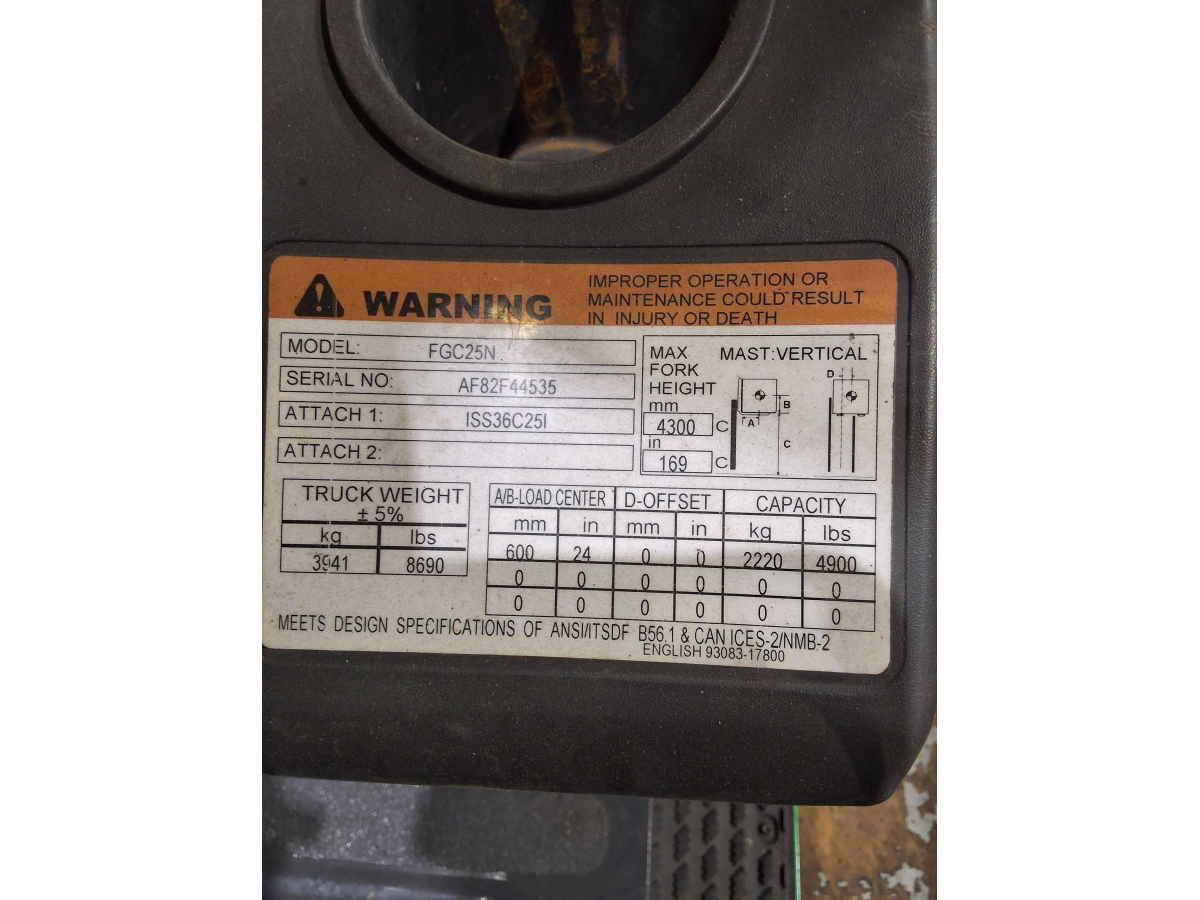 WARNING
IMPROPER OPERATION OR
MAINTENANCE COULD RESULT
IN INJURY OR DEATH
MODEL: FGC25N
SERIAL NO: AF82F44535
ATTACH 1: ISS36C25I
ATTACH 2:
MAX FORK HEIGHT
MAST:VERTICAL
mm
4300 C
in
169 C
A
B
C
D
TRUCK WEIGHT
± 5%
kg lbs
3941 8690
A/B-LOAD CENTER D-OFFSET CAPACITY
mm in mm in kg lbs
600 24 0 0 2220 4900
0 0 0 0 0 0
0 0 0 0 0 0
MEETS DESIGN SPECIFICATIONS OF ANSI/ITSDF B56.1 & CAN ICES-2/NMB-2
ENGLISH 93083-17800